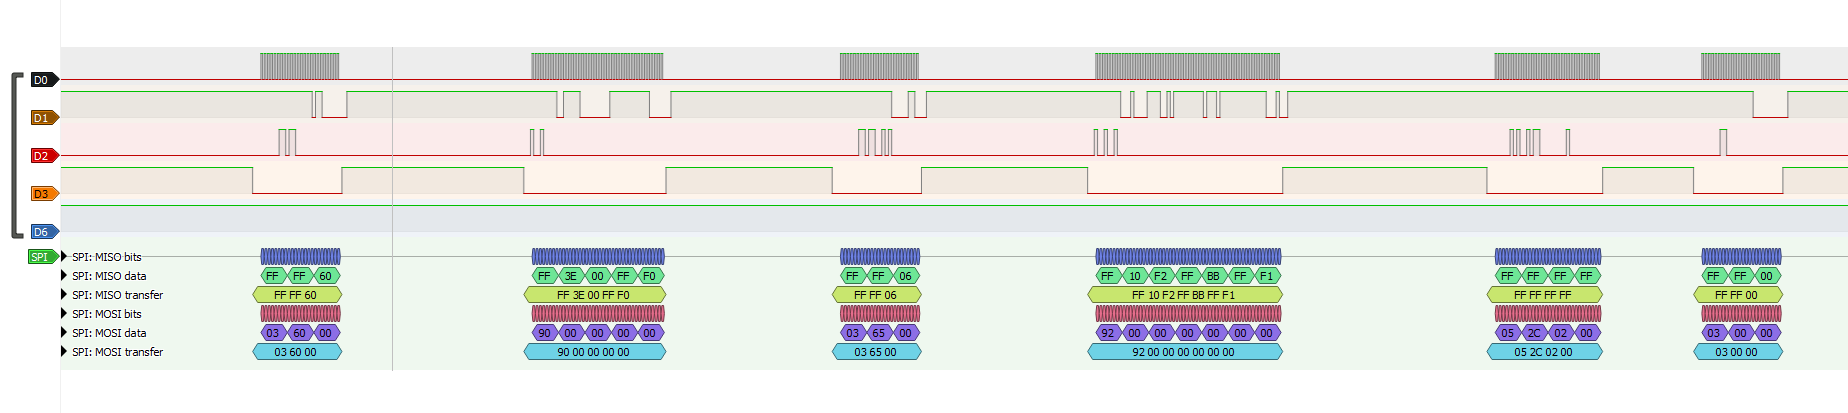 D0
D1
D2
D3
D6
SPI
SPI: MISO bits
SPI: MISO data FF FF 60 FF 3E 00 FF F0 FF FF 06 FF 10 F2 FF BB FF F1 FF FF FF FF FF FF 00
SPI: MISO transfer FF FF 60 FF 3E 00 FF F0 FF FF 06 FF 10 F2 FF BB FF F1 FF FF FF FF FF FF 00
SPI: MOSI bits
SPI: MOSI data 03 60 00 90 00 00 00 00 03 65 00 92 00 00 00 00 00 00 05 2C 02 00 03 00 00
SPI: MOSI transfer 03 60 00 90 00 00 00 00 03 65 00 92 00 00 00 00 00 00 05 2C 02 00 03 00 00